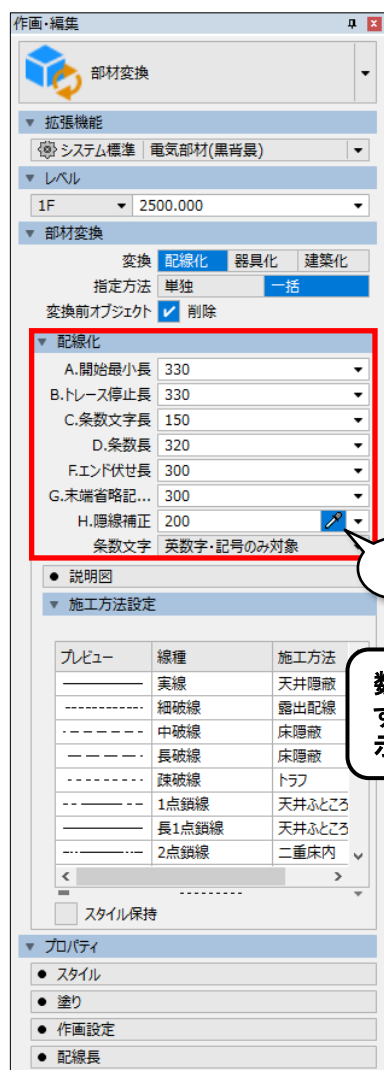 作画・編集
部材変換
拡張機能
システム標準 電気部材(黒背景)
レベル
1F 2500.000
部材変換
変換 配線化 器具化 建築化
指定方法 単独 一括
変換前オブジェクト 削除
配線化
A.開始最小長 330
B.トレース停止長 330
C.条数文字長 150
D.条数長 320
F.エンド伏せ長 300
G.末端省略記... 300
H.隠線補正 200
条数文字 英数字・記号のみ対象
説明図
施工方法設定
プレビュー 線種 施工方法
実線 天井隠蔽
細破線 露出配線
中破線 床隠蔽
長破線 床隠蔽
疎破線 トラフ
1点鎖線 天井ふところ
長1点鎖線 天井ふところ
2点鎖線 二重床内
数
す
示
スタイル保持
プロパティ
スタイル
塗り
作画設定
配線長